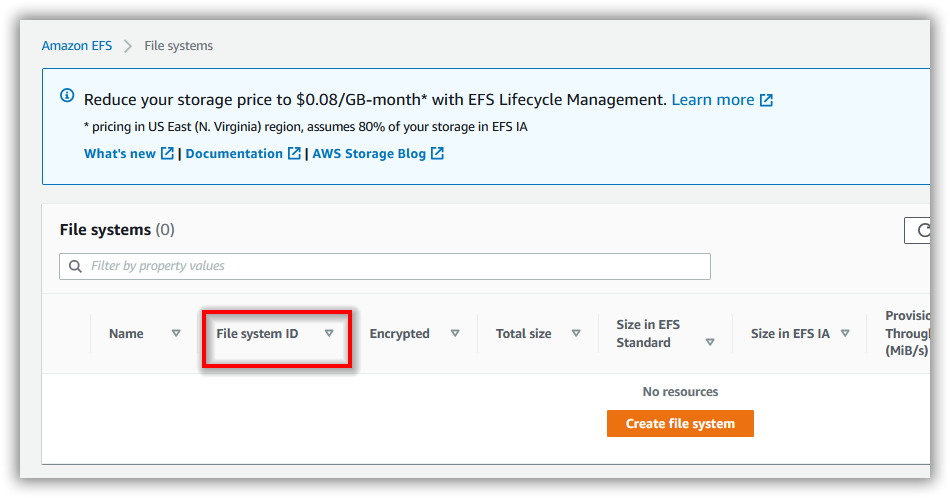 Amazon EFS > File systems
Reduce your storage price to $0.08/GB-month* with EFS Lifecycle Management. Learn more
* pricing in US East (N. Virginia) region, assumes 80% of your storage in EFS IA
What's new | Documentation | AWS Storage Blog
File systems (0)
Filter by property values
Name File system ID Encrypted Total size Size in EFS Standard Size in EFS IA Provision Through (MiB/s)
No resources
Create file system